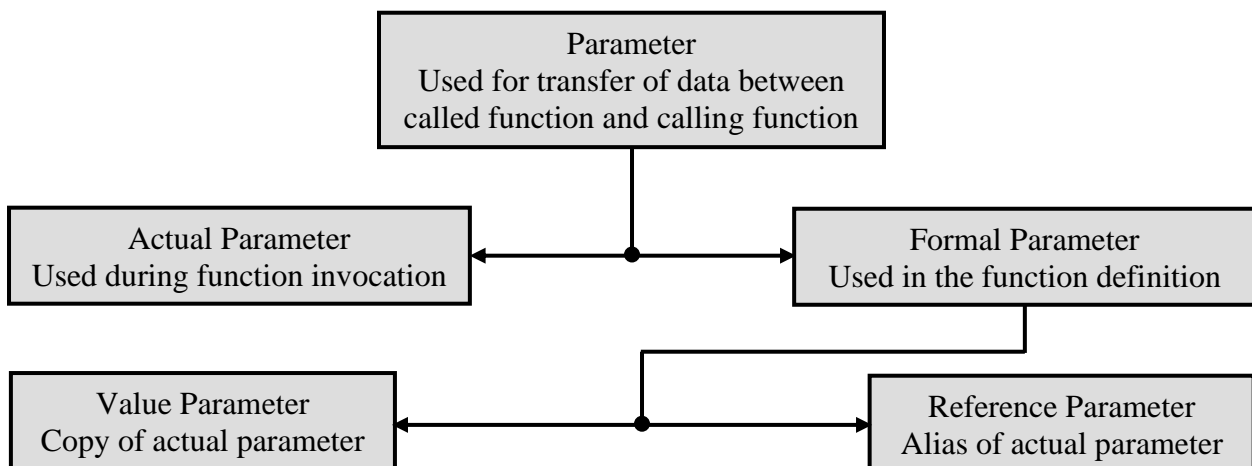 Parameter
Used for transfer of data between
called function and calling function
Actual Parameter
Used during function invocation
Formal Parameter
Used in the function definition
Value Parameter
Copy of actual parameter
Reference Parameter
Alias of actual parameter